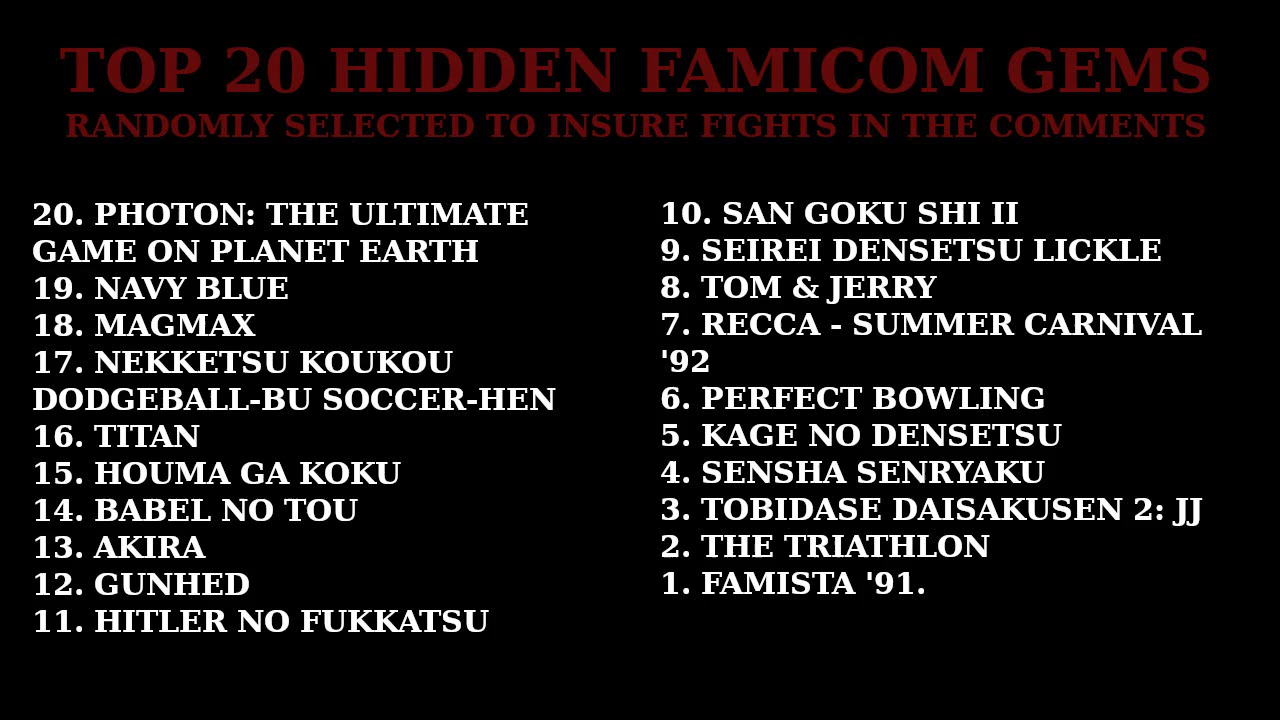 TOP 20 HIDDEN FAMICOM GEMS
RANDOMLY SELECTED TO INSURE FIGHTS IN THE COMMENTS
20. PHOTON: THE ULTIMATE
GAME ON PLANET EARTH
19. NAVY BLUE
18. MAGMAX
17. NEKKETSU KOUKOU
DODGEBALL-BU SOCCER-HEN
16. TITAN
15. HOUMA GA KOKU
14. BABEL NO TOU
13. AKIRA
12. GUNHED
11. HITLER NO FUKKATSU
10. SAN GOKU SHI II
9. SEIREI DENSETSU LICKLE
8. TOM & JERRY
7. RECCA - SUMMER CARNIVAL
'92
6. PERFECT BOWLING
5. KAGE NO DENSETSU
4. SENSHA SENRYAKU
3. TOBIDASE DAISAKUSEN 2: JJ
2. THE TRIATHLON
1. FAMISTA '91.